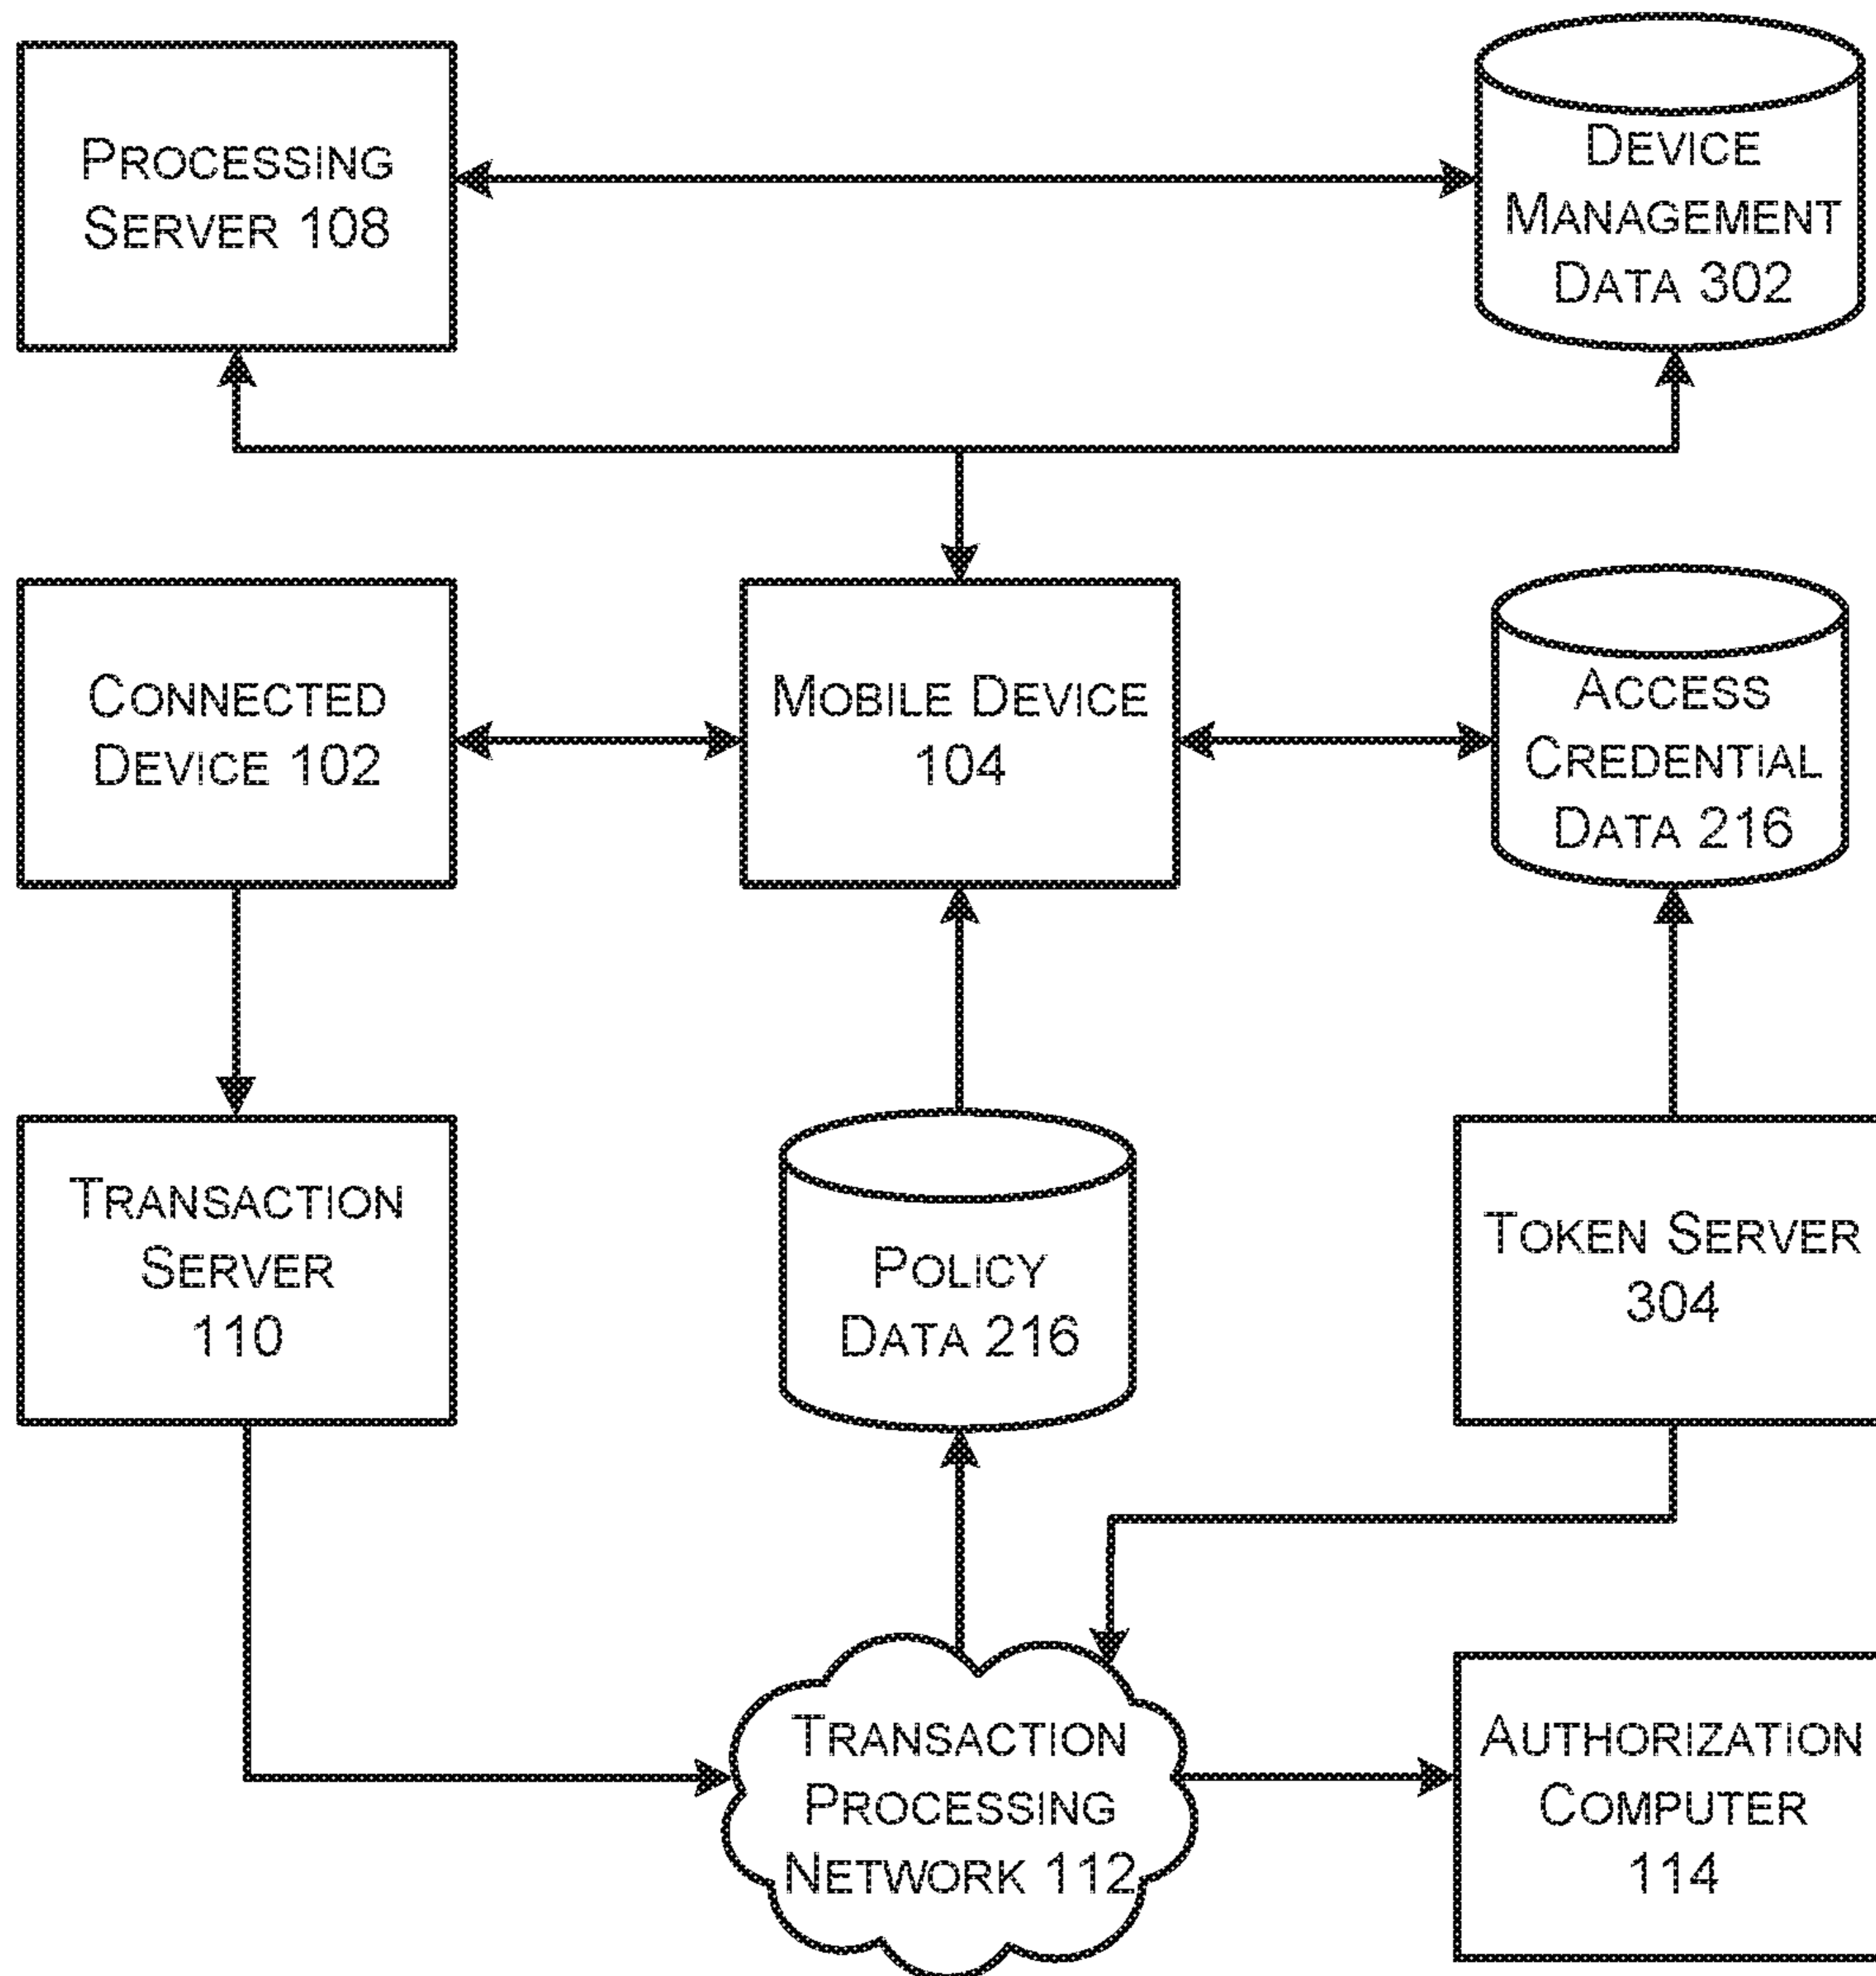 PROCESSING
SERVER 108
DEVICE
MANAGEMENT
DATA 302
CONNECTED
DEVICE 102
MOBILE DEVICE
104
ACCESS
CREDENTIAL
DATA 216
TRANSACTION
SERVER
110
POLICY
DATA 216
TOKEN SERVER
304
TRANSACTION
PROCESSING
NETWORK 112
AUTHORIZATION
COMPUTER
114